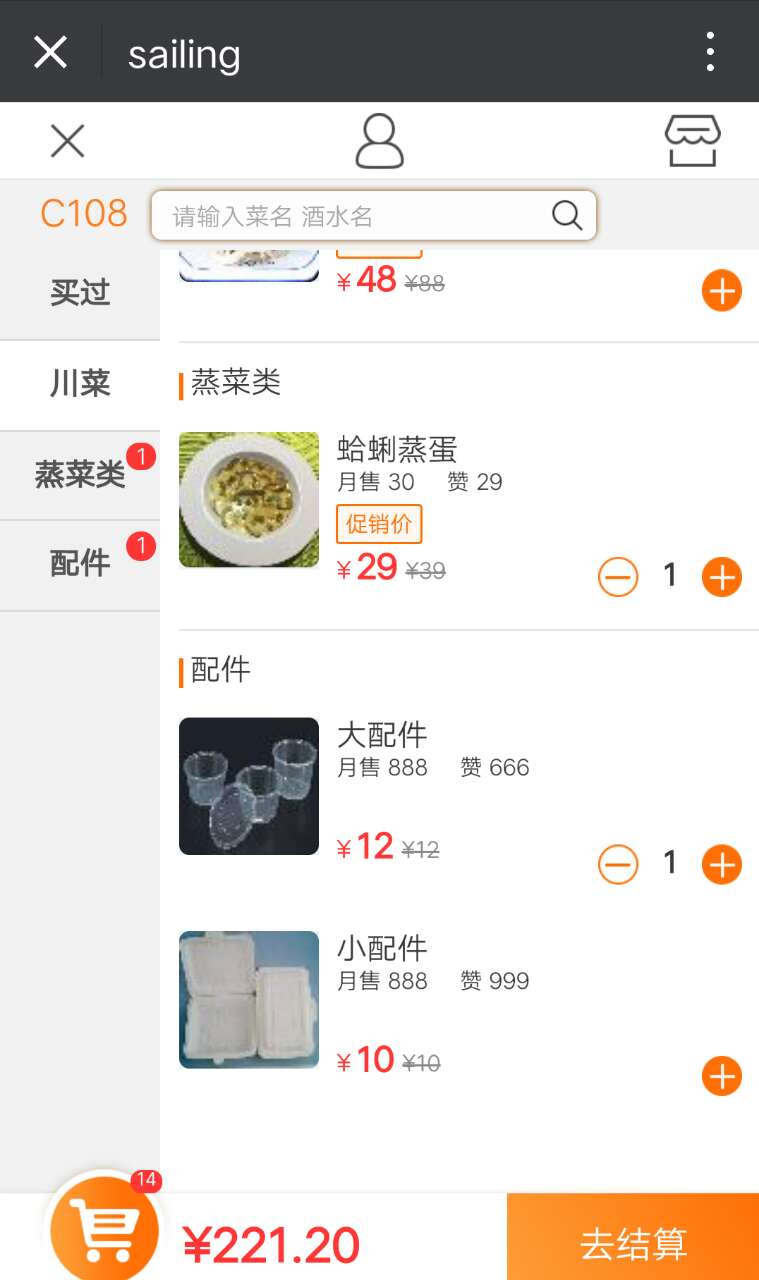 sailing
C108
请输入菜名 酒水名
买过
川菜
蒸菜类
1
配件
1
¥48 ¥88
蒸菜类
蛤蜊蒸蛋
月售 30 赞 29
促销价
¥29 ¥39
1
配件
大配件
月售 888 赞 666
¥12 ¥12
1
小配件
月售 888 赞 999
¥10 ¥10
14
¥221.20
去结算